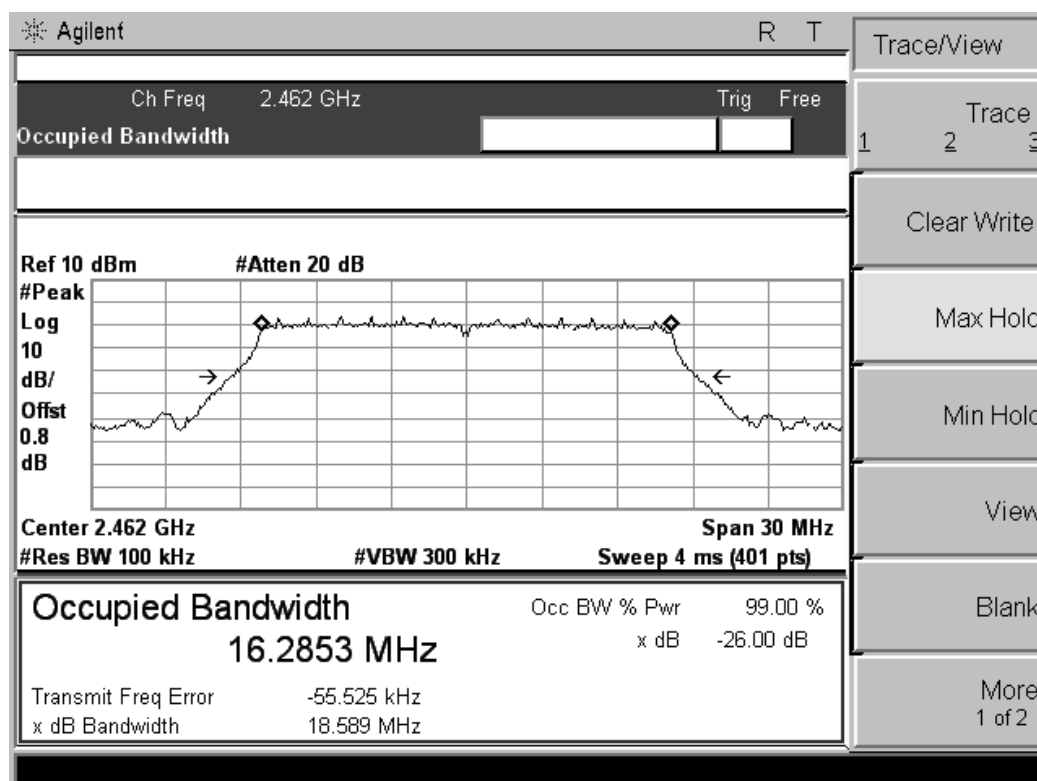 Agilent R T
Trace/View
Ch Freq 2.462 GHz Trig Free
Occupied Bandwidth
Trace
1 2 3
Clear Write
Max Hold
Min Hold
View
Blank
More
1 of 2
Ref 10 dBm #Atten 20 dB
#Peak
Log
10
dB/
Offst
0.8
dB
Center 2.462 GHz Span 30 MHz
#Res BW 100 kHz #VBW 300 kHz Sweep 4 ms (401 pts)
Occupied Bandwidth Occ BW % Pwr 99.00 %
16.2853 MHz x dB -26.00 dB
Transmit Freq Error -55.525 kHz
x dB Bandwidth 18.589 MHz